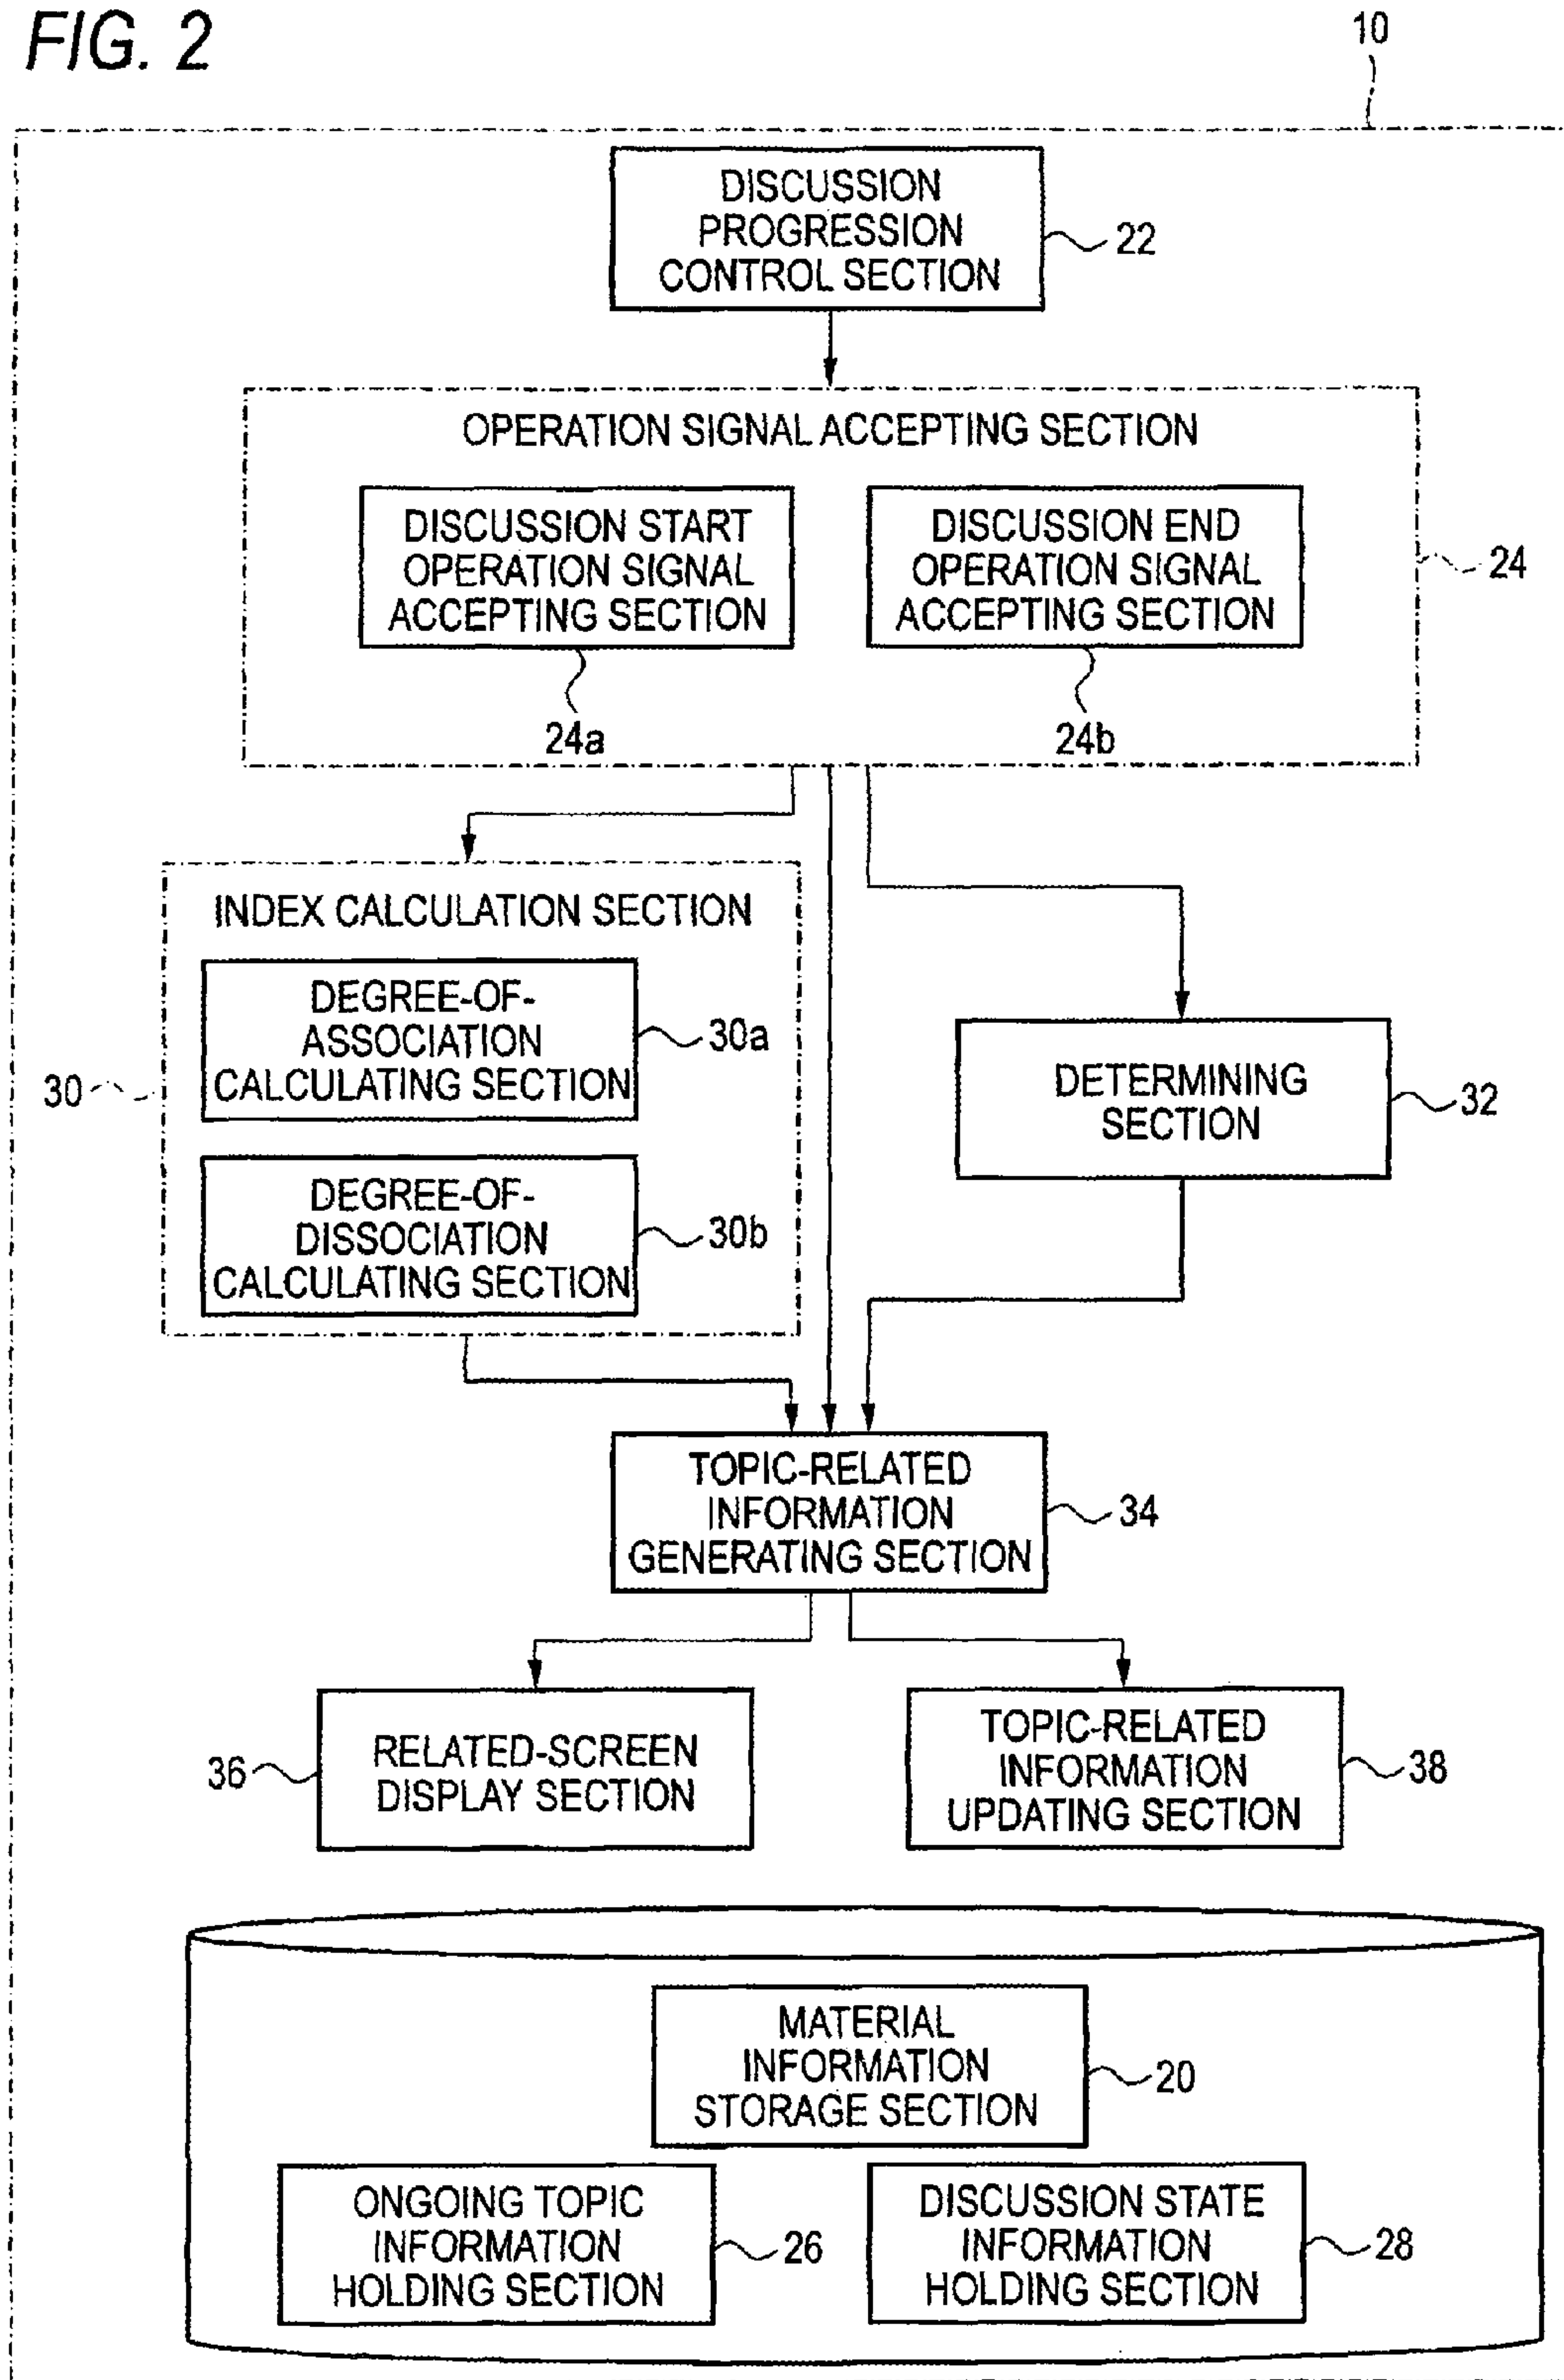 FIG. 2
10
DISCUSSION
PROGRESSION
CONTROL SECTION
22
OPERATION SIGNAL ACCEPTING SECTION
DISCUSSION START
OPERATION SIGNAL
ACCEPTING SECTION
24a
DISCUSSION END
OPERATION SIGNAL
ACCEPTING SECTION
24b
24
INDEX CALCULATION SECTION
DEGREE-OF-
ASSOCIATION
CALCULATING SECTION
30a
DEGREE-OF-
DISSOCIATION
CALCULATING SECTION
30b
30
DETERMINING
SECTION
32
TOPIC-RELATED
INFORMATION
GENERATING SECTION
34
RELATED-SCREEN
DISPLAY SECTION
36
TOPIC-RELATED
INFORMATION
UPDATING SECTION
38
MATERIAL
INFORMATION
STORAGE SECTION
20
ONGOING TOPIC
INFORMATION
HOLDING SECTION
26
DISCUSSION STATE
INFORMATION
HOLDING SECTION
28